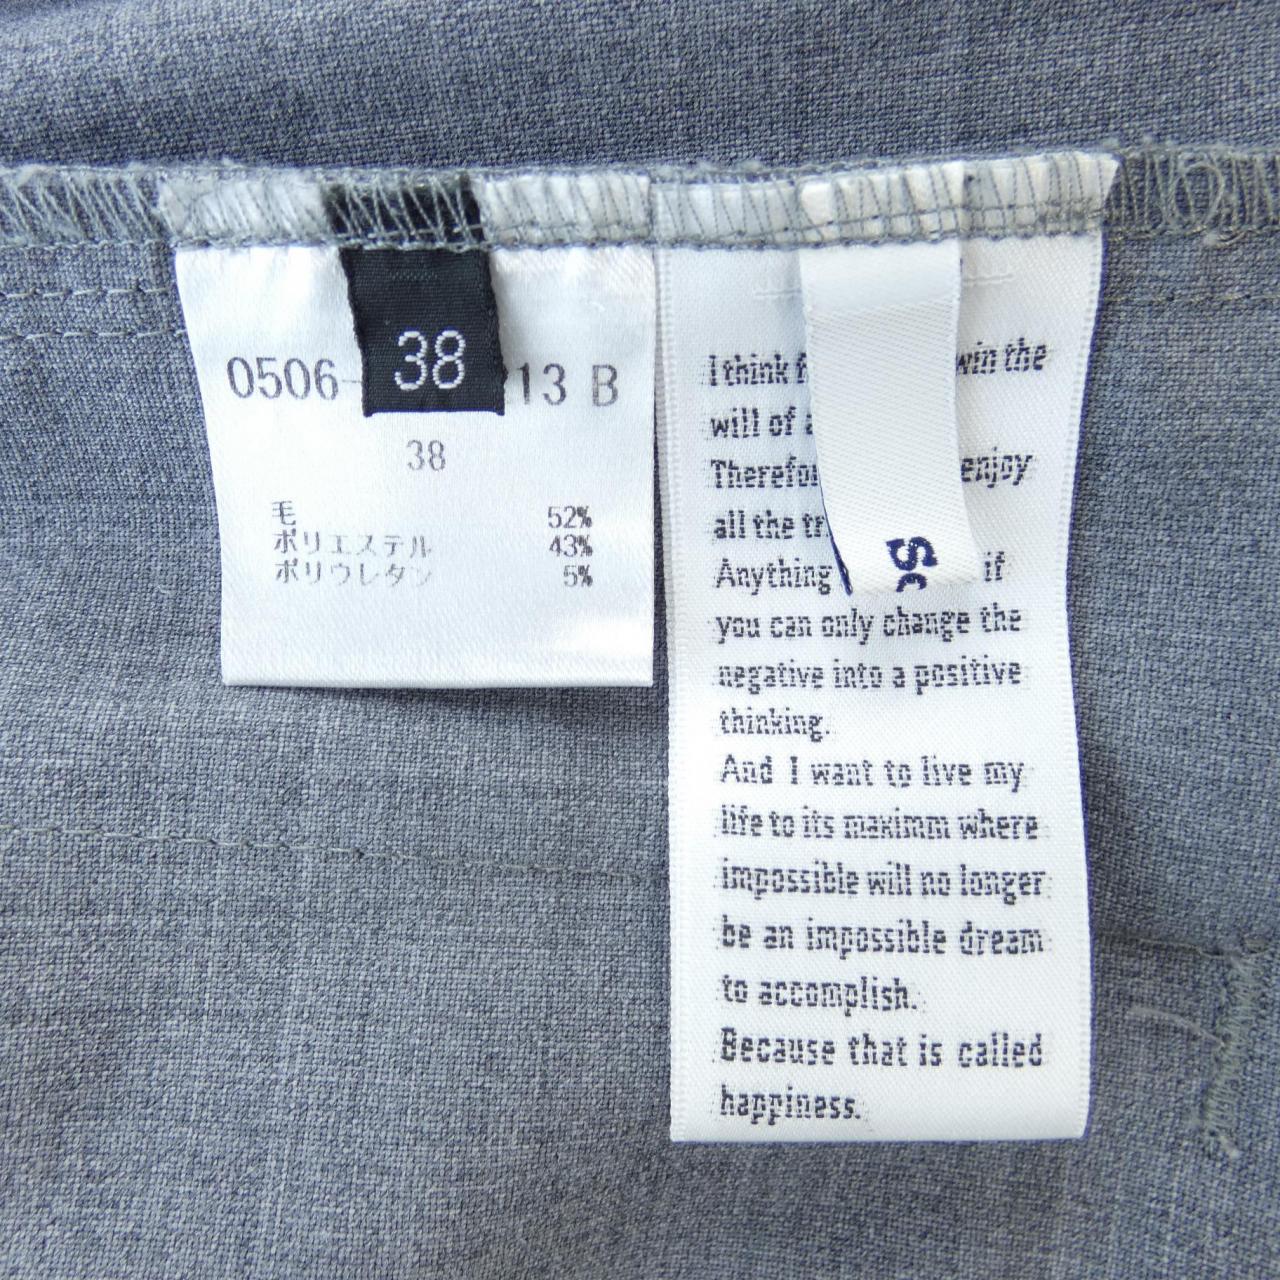 38
0506- 13 B
38
毛 52%
ポリエステル 43%
ポリウレタン 5%
I think win the
will of
enjoy
all the
Anything if
you can only change the
negative into a positive
thinking.
And I want to live my
life to its maximm where
impossible will no longer
be an impossible dream
to accomplish.
Because that is called
happiness.